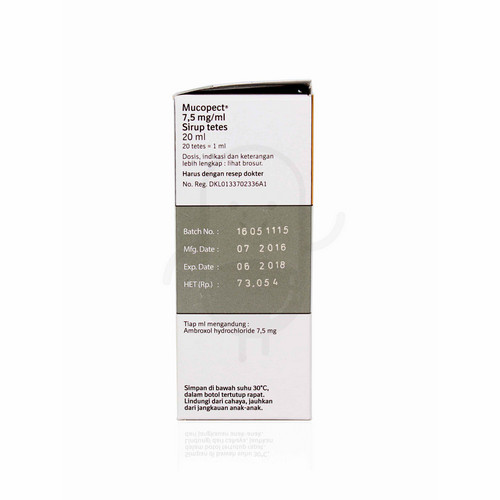 Mucopect®
7,5 mg/ml
Sirup tetes
20 ml
20 tetes = 1 ml
Dosis, indikasi dan keterangan
lebih lengkap : lihat brosur.
Harus dengan resep dokter
No. Reg. DKL0133702336A1
Batch No. : 16051115
Mfg. Date : 07 2016
Exp. Date : 06 2018
HET (Rp.) : 73.054
Tiap ml mengandung :
Ambroxol hydrochloride 7,5 mg
Simpan di bawah suhu 30°C,
dalam botol tertutup rapat.
Lindungi dari cahaya, jauhkan
dari jangkauan anak-anak.